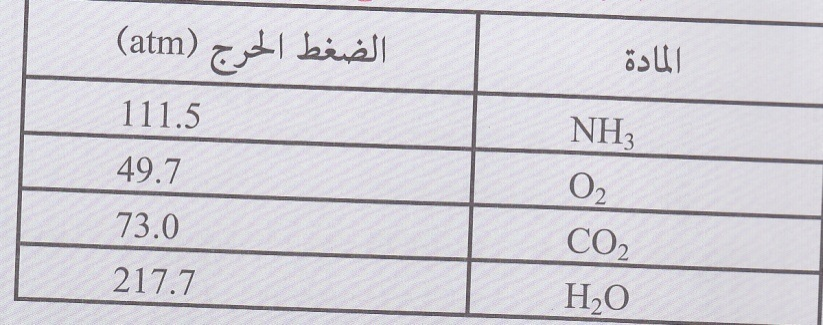 المادة الضغط الحرج (atm)
NH₃ 111.5
O₂ 49.7
CO₂ 73.0
H₂O 217.7